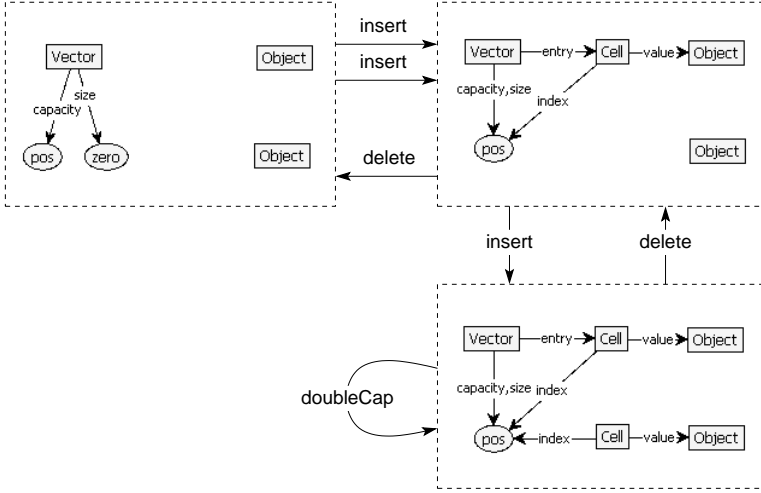 insert
insert
delete
Vector
Object
size
capacity
pos
zero
Object
Vector
entry
Cell
value
Object
capacity,size
index
pos
Object
insert
delete
doubleCap
Vector
entry
Cell
value
Object
capacity,size
index
pos
index
Cell
value
Object